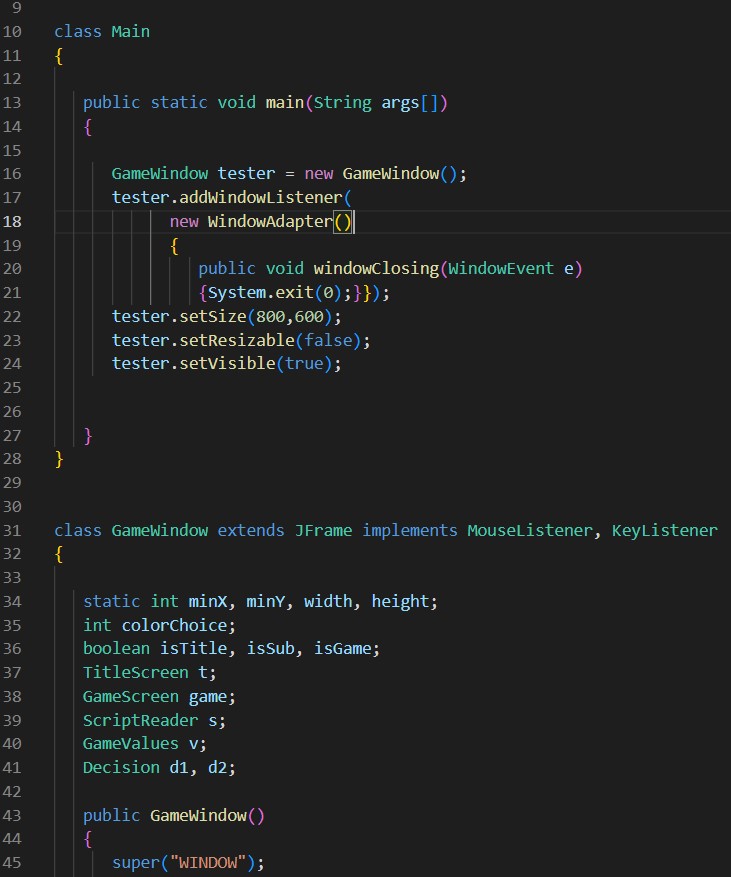 9
10 class Main
11 {
12
13 public static void main(String args[])
14 {
15
16 GameWindow tester = new GameWindow();
17 tester.addWindowListener(
18 new WindowAdapter()
19 {
20 public void windowClosing(WindowEvent e)
21 {System.exit(0);}});
22 tester.setSize(800,600);
23 tester.setResizable(false);
24 tester.setVisible(true);
25
26
27 }
28 }
29
30
31 class GameWindow extends JFrame implements MouseListener, KeyListener
32 {
33
34 static int minX, minY, width, height;
35 int colorChoice;
36 boolean isTitle, isSub, isGame;
37 TitleScreen t;
38 GameScreen game;
39 ScriptReader s;
40 GameValues v;
41 Decision d1, d2;
42
43 public GameWindow()
44 {
45 super("WINDOW");